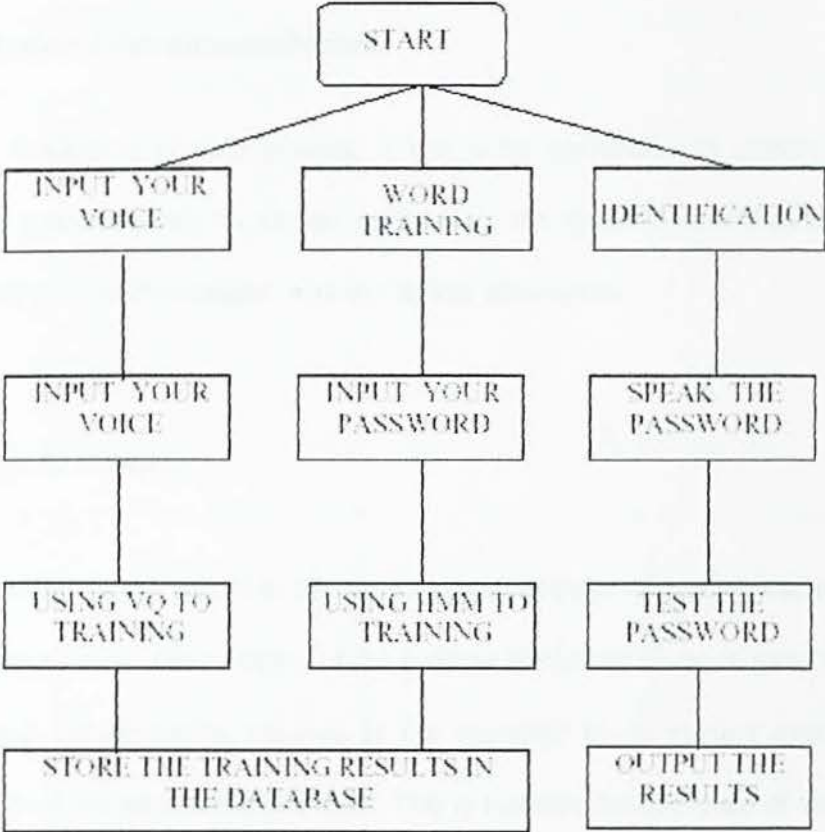 START
INPUT YOUR
VOICE
WORD
TRAINING
IDENTIFICATION
INPUT YOUR
VOICE
INPUT YOUR
PASSWORD
SPEAK THE
PASSWORD
USING VQ TO
TRAINING
USING HMM TO
TRAINING
TEST THE
PASSWORD
STORE THE TRAINING RESULTS IN
THE DATABASE
OUTPUT THE
RESULTS